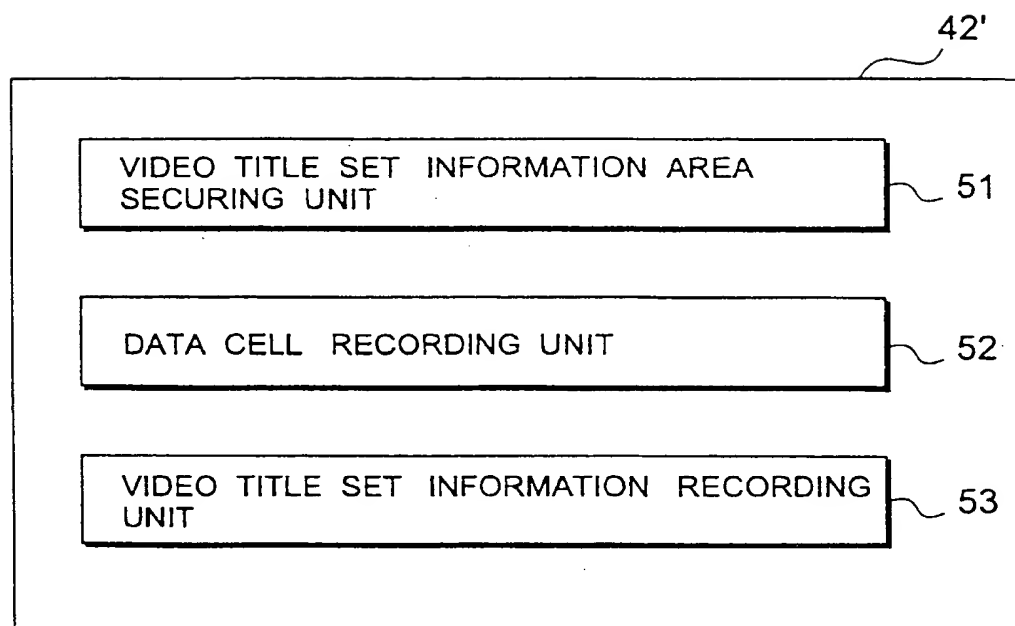 42'
VIDEO TITLE SET INFORMATION AREA
SECURING UNIT
51
DATA CELL RECORDING UNIT
52
VIDEO TITLE SET INFORMATION RECORDING
UNIT
53